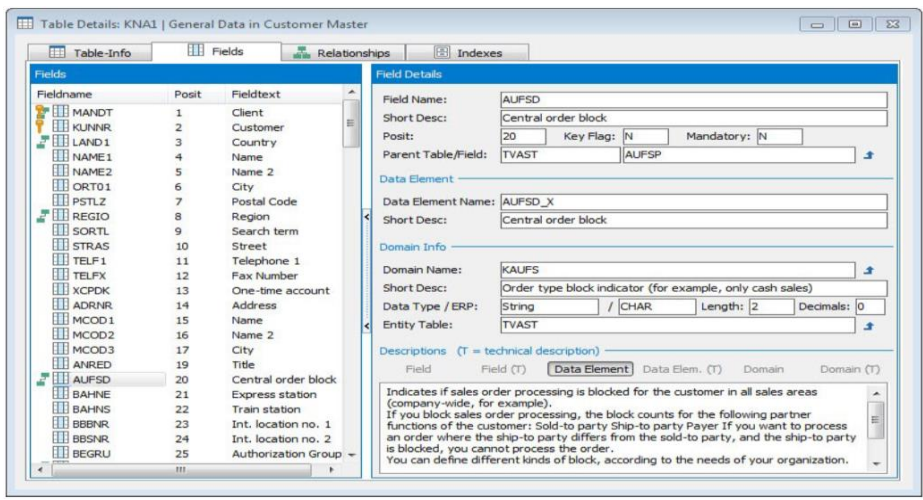 Table Details: KNA1 | General Data in Customer Master
Table-Info Fields Relationships Indexes
Fields
Fieldname Posit Fieldtext
MANDT 1 Client
KUNNR 2 Customer
LAND1 3 Country
NAME1 4 Name
NAME2 5 Name 2
ORT01 6 City
PSTLZ 7 Postal Code
REGIO 8 Region
SORTL 9 Search term
STRAS 10 Street
TELF1 11 Telephone 1
TELFX 12 Fax Number
XCPDK 13 One-time account
ADRNR 14 Address
MCOD1 15 Name
MCOD2 16 Name 2
MCOD3 17 City
ANRED 19 Title
AUFSD 20 Central order block
BAHNE 21 Express station
BAHNS 22 Train station
BBBNR 23 Int. location no. 1
BBSNR 24 Int. location no. 2
BEGRU 25 Authorization Group
Field Details
Field Name: AUFSD
Short Desc: Central order block
Posit: 20 Key Flag: N Mandatory: N
Parent Table/Field: TVAST AUFSP
Data Element
Data Element Name: AUFSD_X
Short Desc: Central order block
Domain Info
Domain Name: KAUFS
Short Desc: Order type block indicator (for example, only cash sales)
Data Type / ERP: String / CHAR Length: 2 Decimals: 0
Entity Table: TVAST
Descriptions (T = technical description)
Field Field (T) Data Element Data Elem. (T) Domain Domain (T)
Indicates if sales order processing is blocked for the customer in all sales areas
(company-wide, for example).
If you block sales order processing, the block counts for the following partner
functions of the customer: Sold-to party Ship-to party Payer If you want to process
an order where the ship-to party differs from the sold-to party, and the ship-to party
is blocked, you cannot process the order.
You can define different kinds of block, according to the needs of your organization.